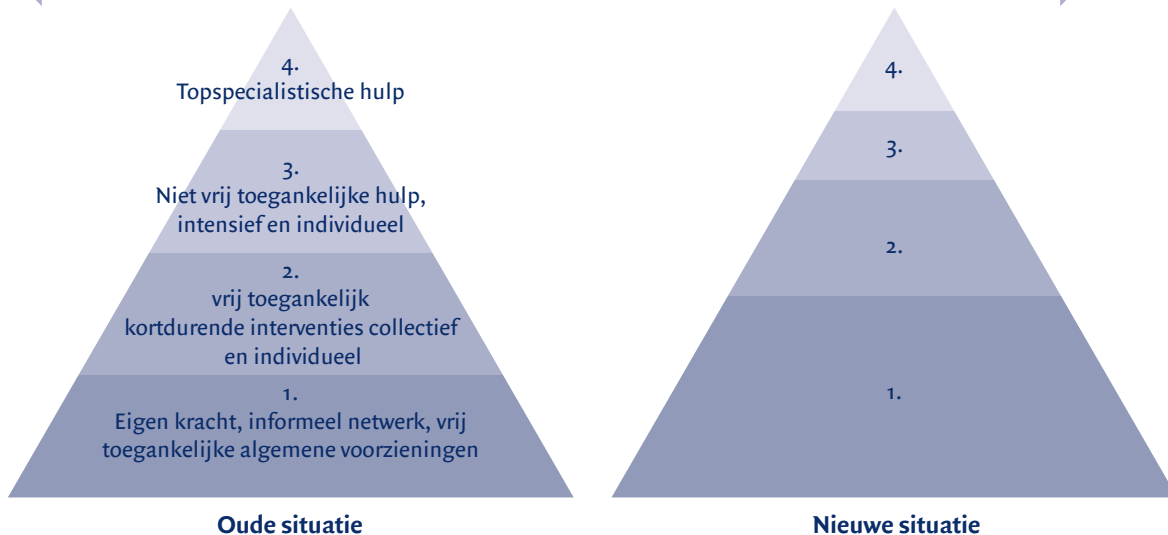 4.
Topspecialistische hulp
3.
Niet vrij toegankelijke hulp,
intensief en individueel
2.
vrij toegankelijk
kortdurende interventies collectief
en individueel
1.
Eigen kracht, informeel netwerk, vrij
toegankelijke algemene voorzieningen
Oude situatie
4.
3.
2.
1.
Nieuwe situatie